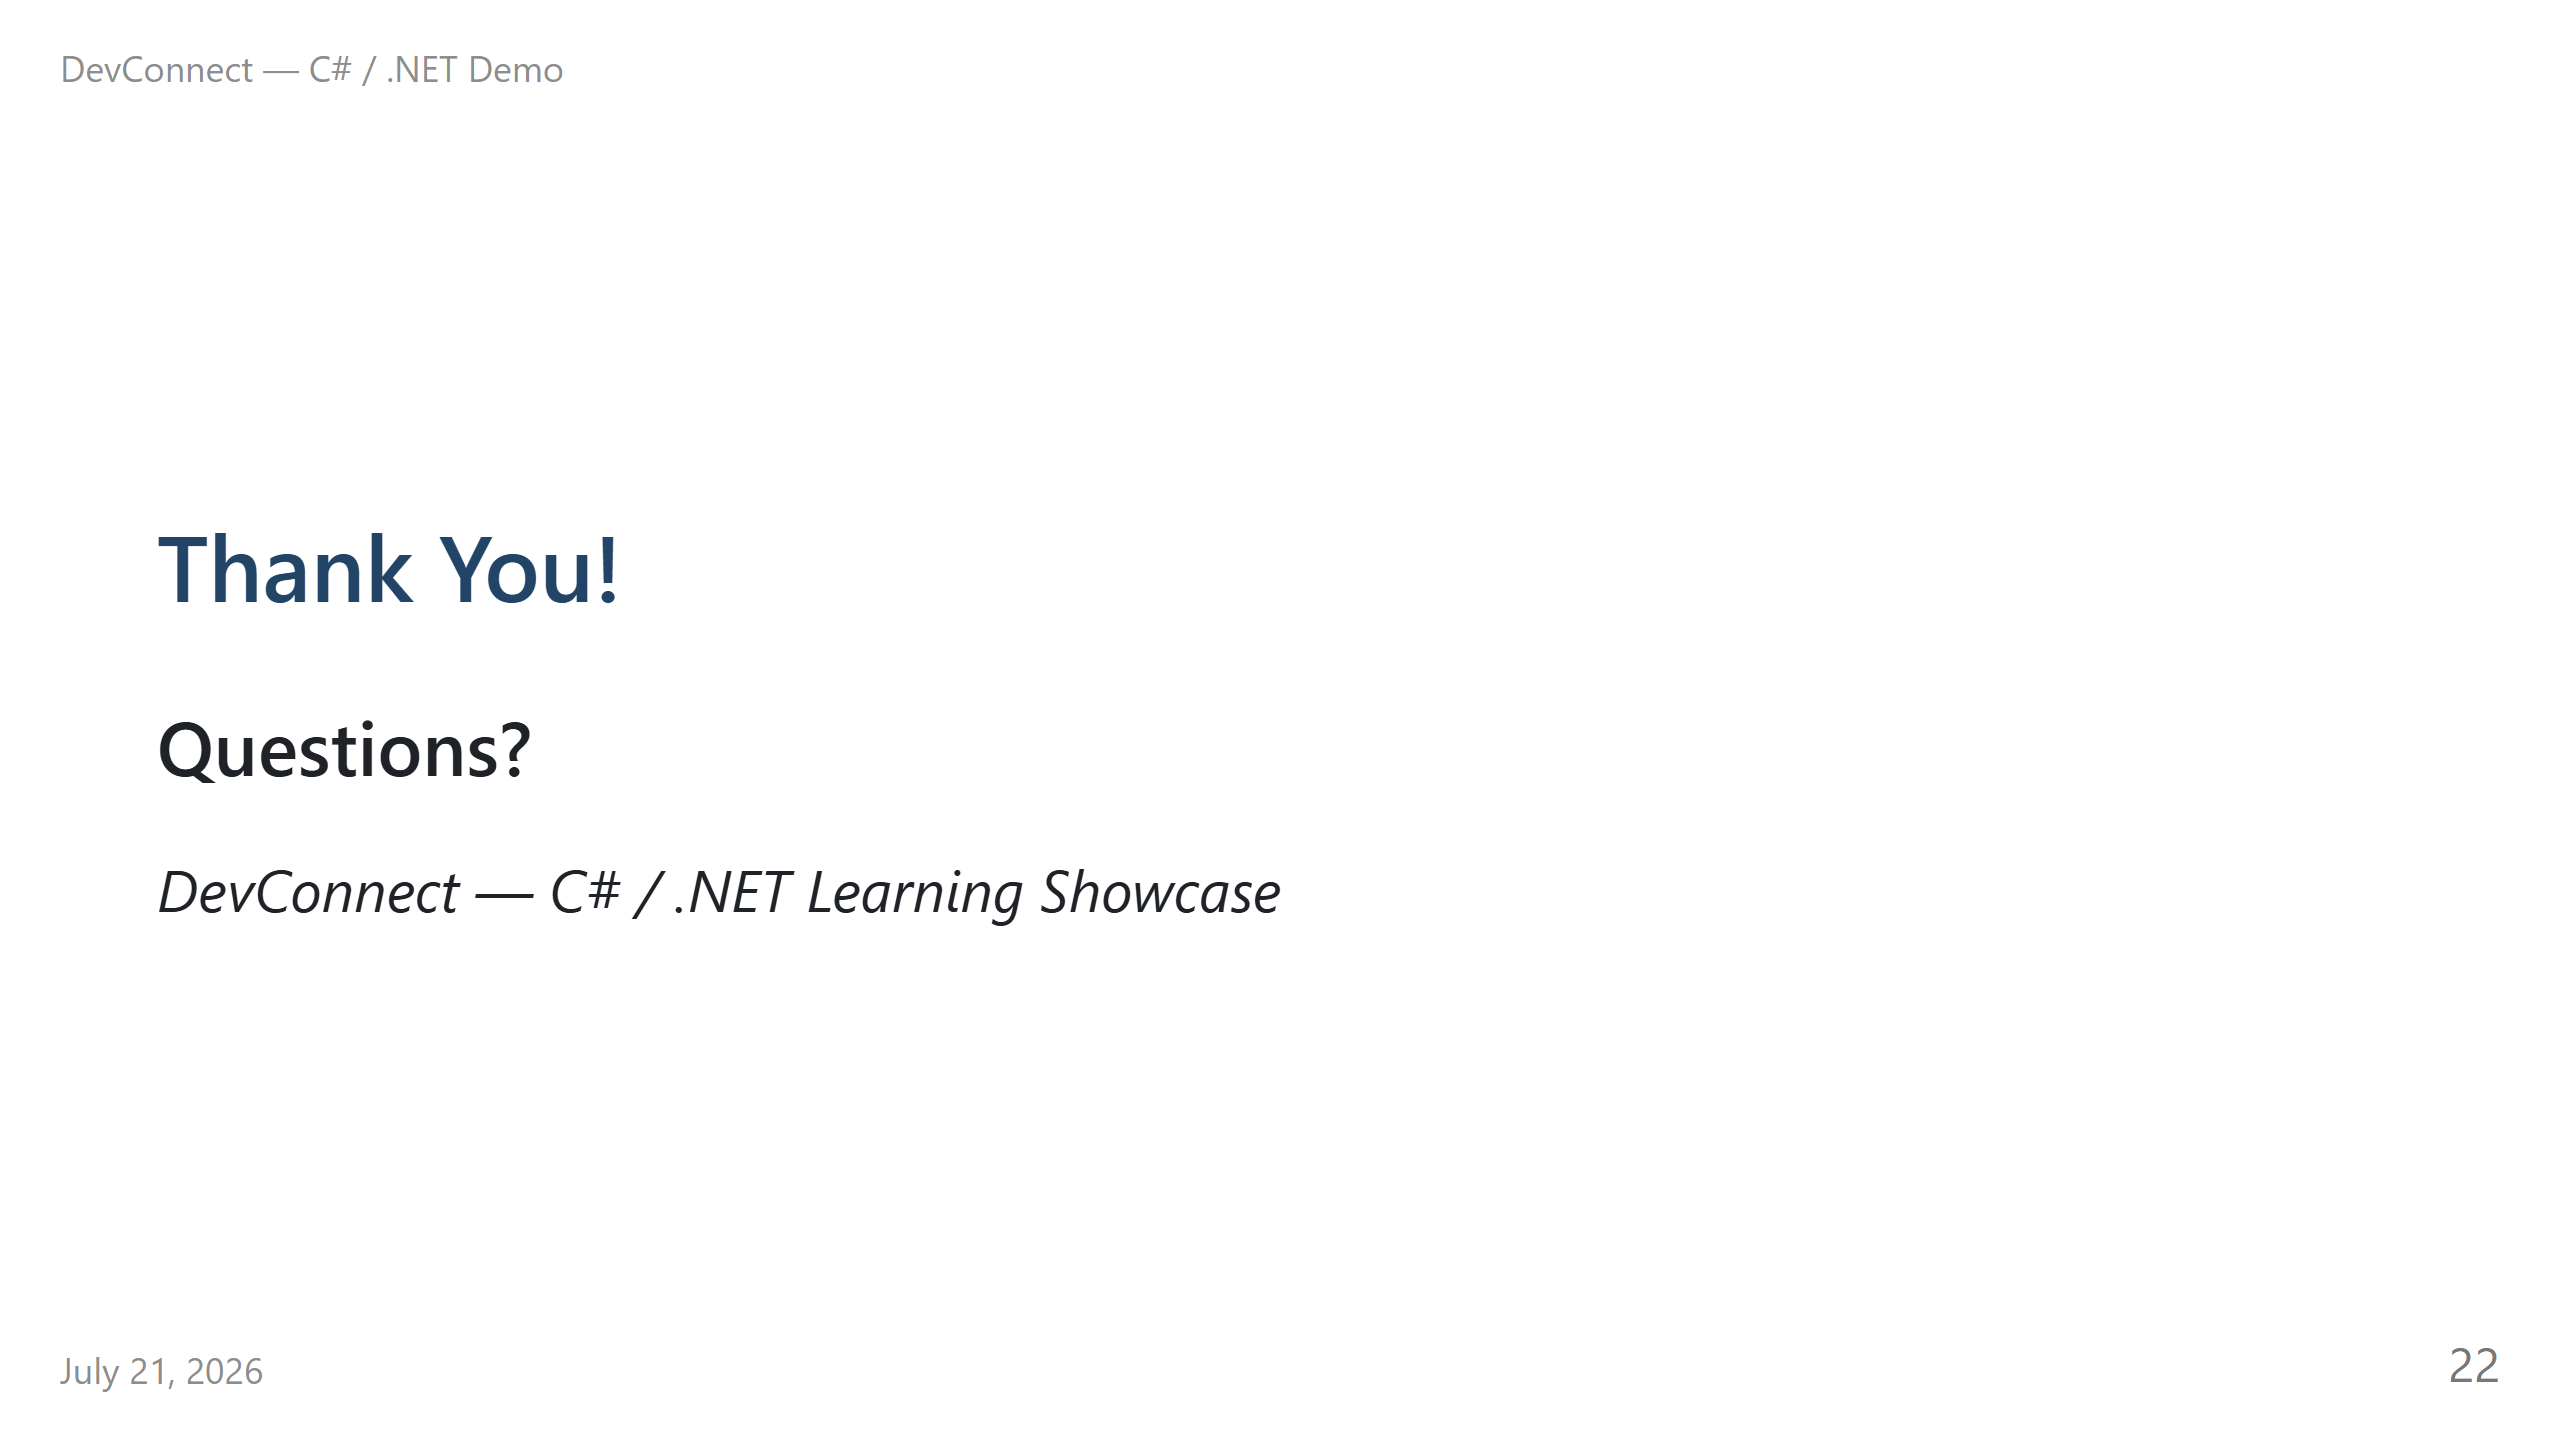 DevConnect — C# / .NET Demo
Thank You!
Questions?
DevConnect — C# / .NET Learning Showcase
July 21, 2026
22